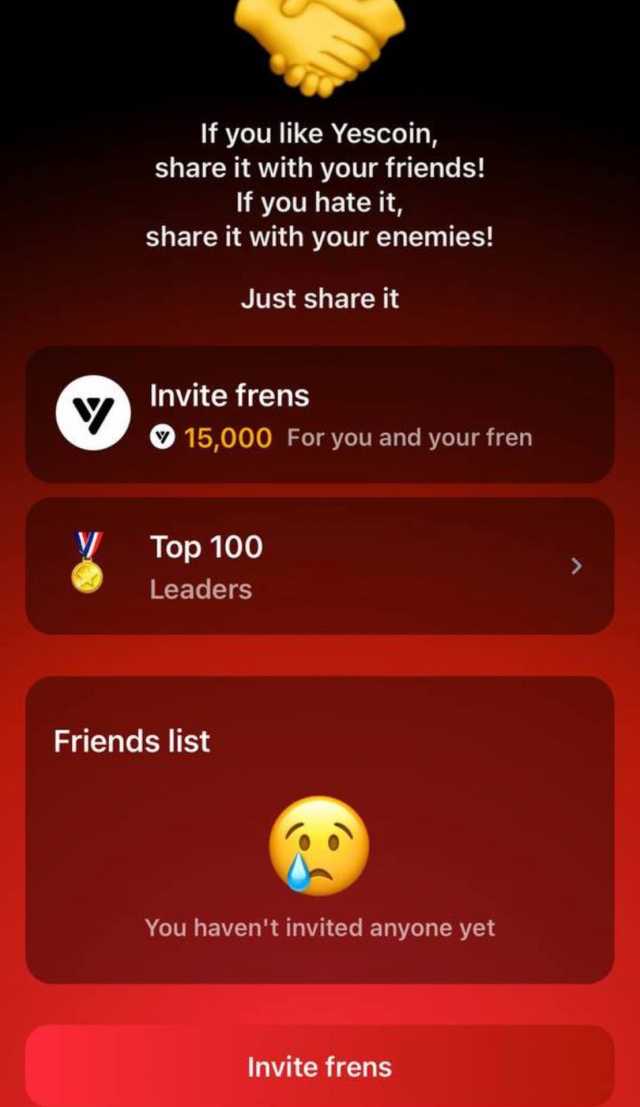 If you like Yescoin,
share it with your friends!
If you hate it,
share it with your enemies!
Just share it
Invite frens
15,000 For you and your fren
Top 100
Leaders
Friends list
You haven't invited anyone yet
Invite frens